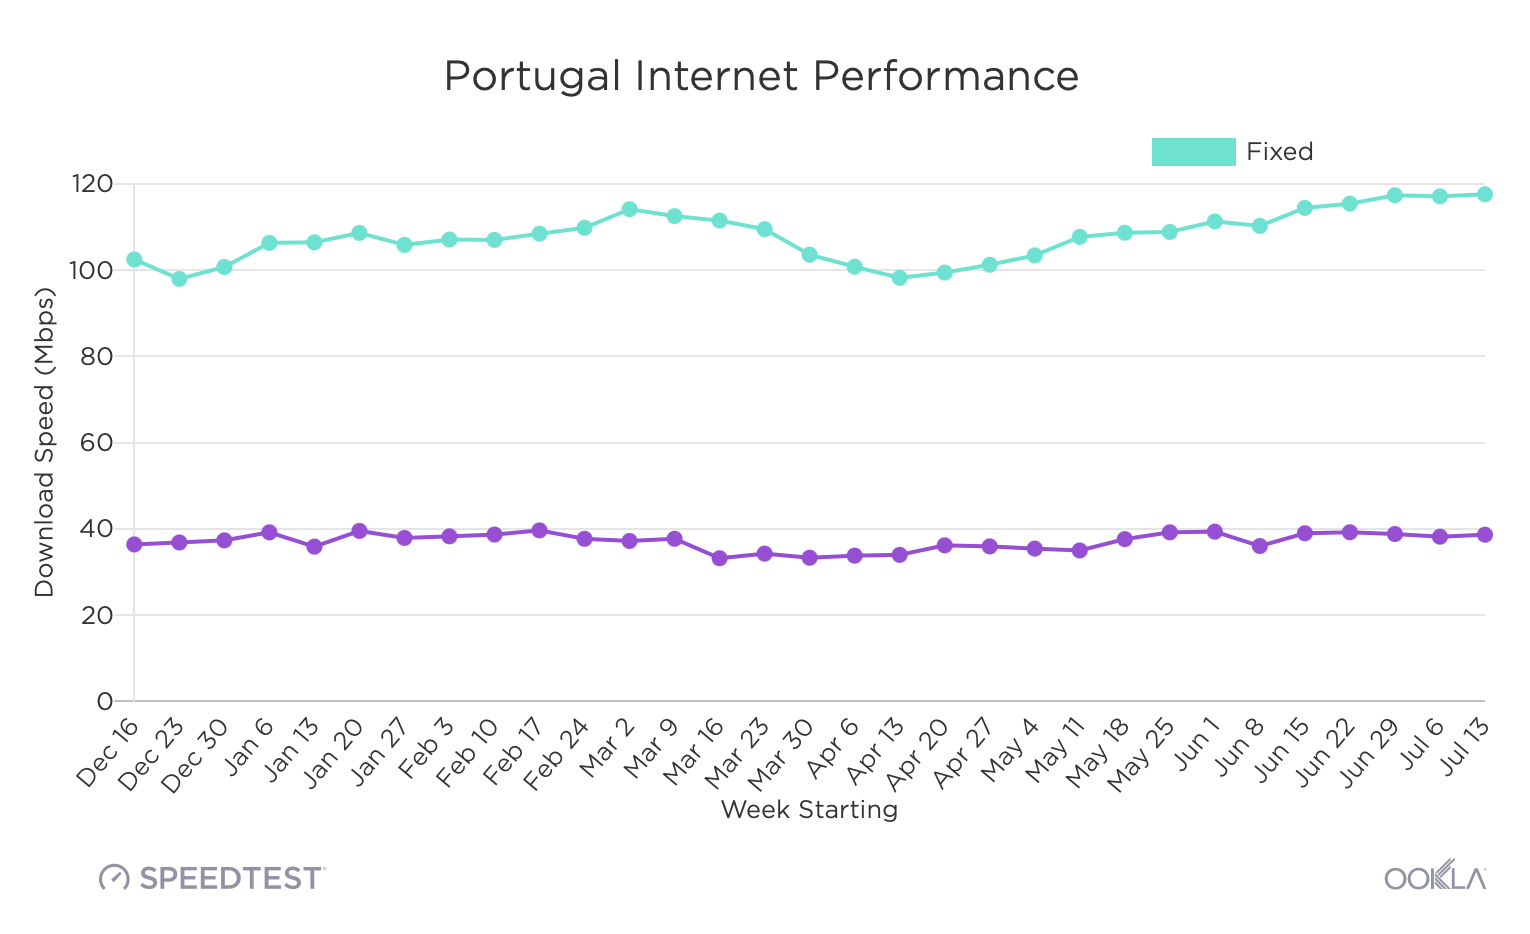 Portugal Internet Performance
Fixed
Download Speed (Mbps)
120
100
80
60
40
20
0
Dec 16
Dec 23
Dec 30
Jan 6
Jan 13
Jan 20
Jan 27
Feb 3
Feb 10
Feb 17
Feb 24
Mar 2
Mar 9
Mar 16
Mar 23
Mar 30
Apr 6
Apr 13
Apr 20
Apr 27
May 4
May 11
May 18
May 25
Jun 1
Jun 8
Jun 15
Jun 22
Jun 29
Jul 6
Jul 13
Week Starting
SPEEDTEST
OOKLA